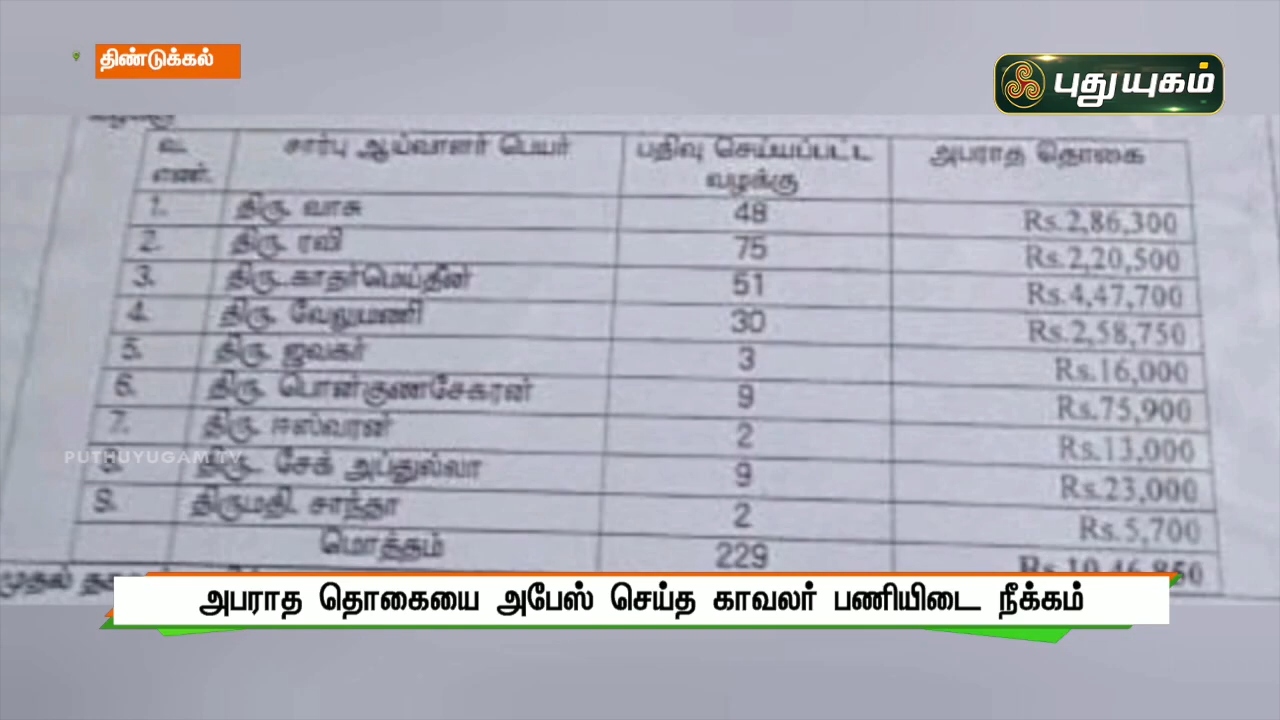 திண்டுக்கல்
புதுயுகம்
வ. எண். சார்பு ஆய்வாளர் பெயர் பதிவு செய்யப்பட்ட வழக்கு அபராத தொகை
1. திரு. வாசு 48 Rs.2,86,300
2. திரு. ரவி 75 Rs.2,20,500
3. திரு.காதர்மெய்தீன் 51 Rs.4,47,700
4. திரு. வேலுமணி 30 Rs.2,58,750
5. திரு. ஜவகர் 3 Rs.16,000
6. திரு. பொன்குணசேகரன் 9 Rs.75,900
7. திரு. ஈஸ்வரன் 2 Rs.13,000
8. திரு. சேக் அப்துல்லா 9 Rs.23,000
9. திருமதி. சாந்தா 2 Rs.5,700
மொத்தம் 229
PUTHUYUGAM TV
முதல்
அபராத தொகையை அபேஸ் செய்த காவலர் பணியிடை நீக்கம்